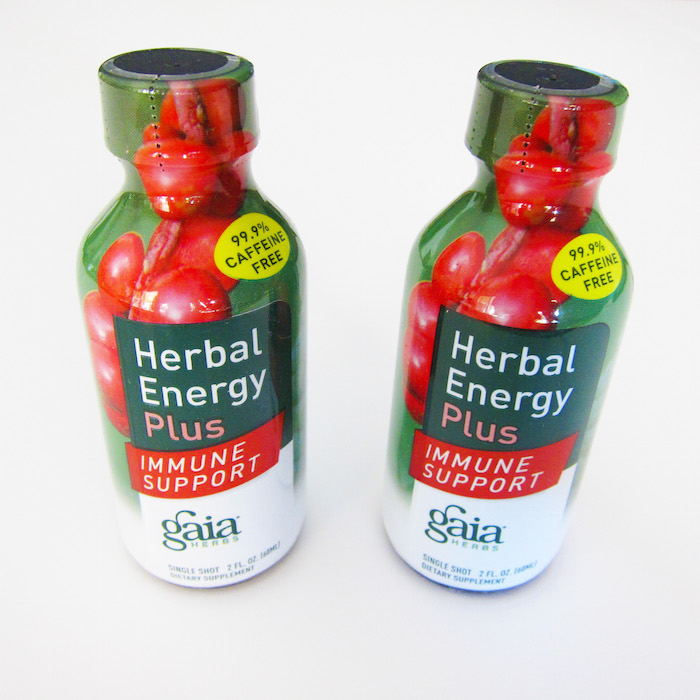 99.9%
CAFFEINE
FREE
Herbal
Energy
Plus
IMMUNE
SUPPORT
gaia
HERBS
SINGLE SHOT 2 FL. OZ. (60ML)
DIETARY SUPPLEMENT
99.9%
CAFFEINE
FREE
Herbal
Energy
Plus
IMMUNE
SUPPORT
gaia
HERBS
SINGLE SHOT 2 FL. OZ. (60ML)
DIETARY SUPPLEMENT